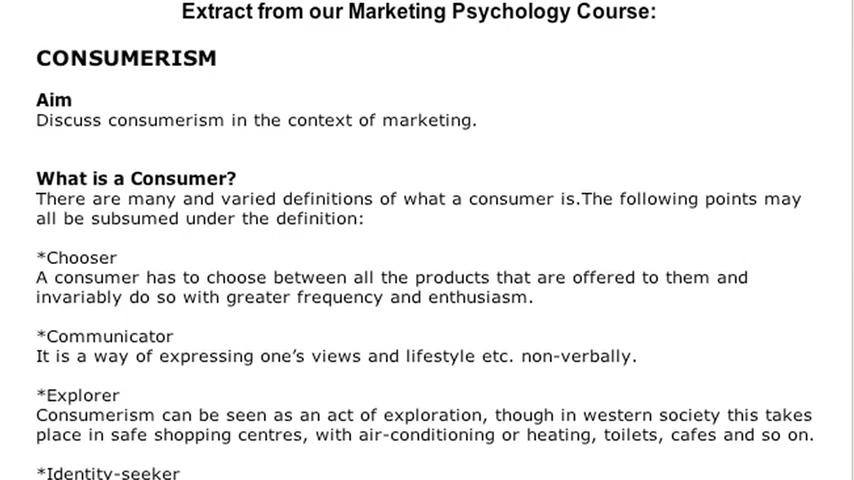 Extract from our Marketing Psychology Course:
CONSUMERISM
Aim
Discuss consumerism in the context of marketing.
What is a Consumer?
There are many and varied definitions of what a consumer is.The following points may
all be subsumed under the definition:
*Chooser
A consumer has to choose between all the products that are offered to them and
invariably do so with greater frequency and enthusiasm.
*Communicator
It is a way of expressing one’s views and lifestyle etc. non-verbally.
*Explorer
Consumerism can be seen as an act of exploration, though in western society this takes
place in safe shopping centres, with air-conditioning or heating, toilets, cafes and so on.
*Identity-seeker